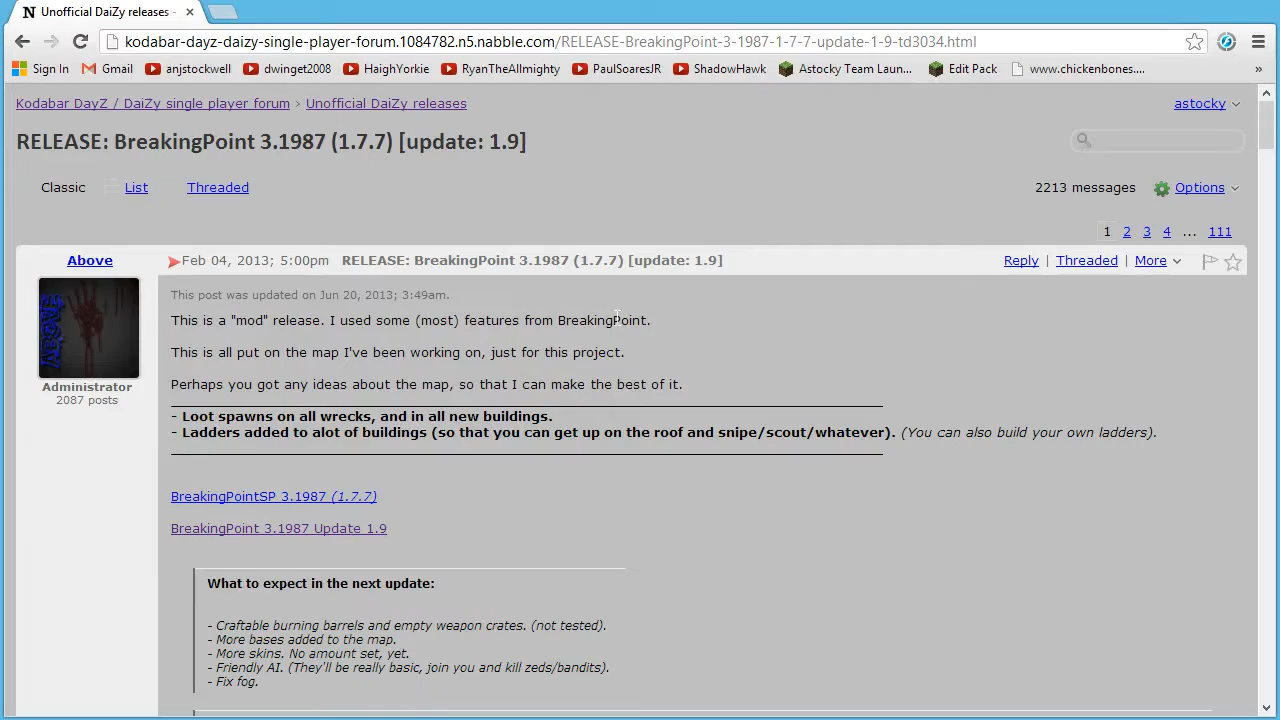 Unofficial DaiZy releases -
kodabar-dayz-daizy-single-player-forum.1084782.n5.nabble.com/RELEASE-BreakingPoint-3-1987-1-7-7-update-1-9-td3034.html
Sign In Gmail anjstockwell dwinget2008 HaighYorkie RyanTheAllmighty PaulSoaresJR ShadowHawk Astocky Team Laun... Edit Pack www.chickenbones.... »
Kodabar DayZ / DaiZy single player forum › Unofficial DaiZy releases astocky
RELEASE: BreakingPoint 3.1987 (1.7.7) [update: 1.9]
Classic List Threaded 2213 messages Options
1 2 3 4 ... 111
Above Feb 04, 2013; 5:00pm RELEASE: BreakingPoint 3.1987 (1.7.7) [update: 1.9] Reply | Threaded | More
Administrator
2087 posts
This post was updated on Jun 20, 2013; 3:49am.
This is a "mod" release. I used some (most) features from BreakingPoint.
This is all put on the map I've been working on, just for this project.
Perhaps you got any ideas about the map, so that I can make the best of it.
- Loot spawns on all wrecks, and in all new buildings.
- Ladders added to alot of buildings (so that you can get up on the roof and snipe/scout/whatever). (You can also build your own ladders).
BreakingPointSP 3.1987 (1.7.7)
BreakingPoint 3.1987 Update 1.9
What to expect in the next update:
- Craftable burning barrels and empty weapon crates. (not tested).
- More bases added to the map.
- More skins. No amount set, yet.
- Friendly AI. (They'll be really basic, join you and kill zeds/bandits).
- Fix fog.